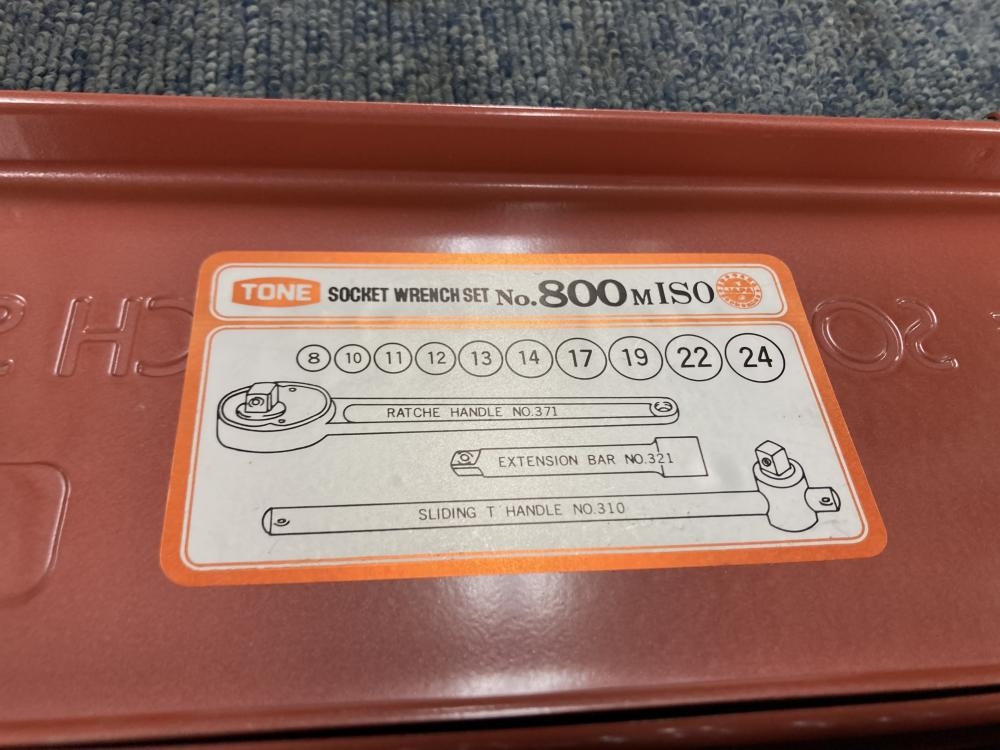 TONE SOCKET WRENCH SET No.800 M ISO
8 10 11 12 13 14 17 19 22 24
RATCHE HANDLE NO.371
EXTENSION BAR NO.321
SLIDING T HANDLE NO.310